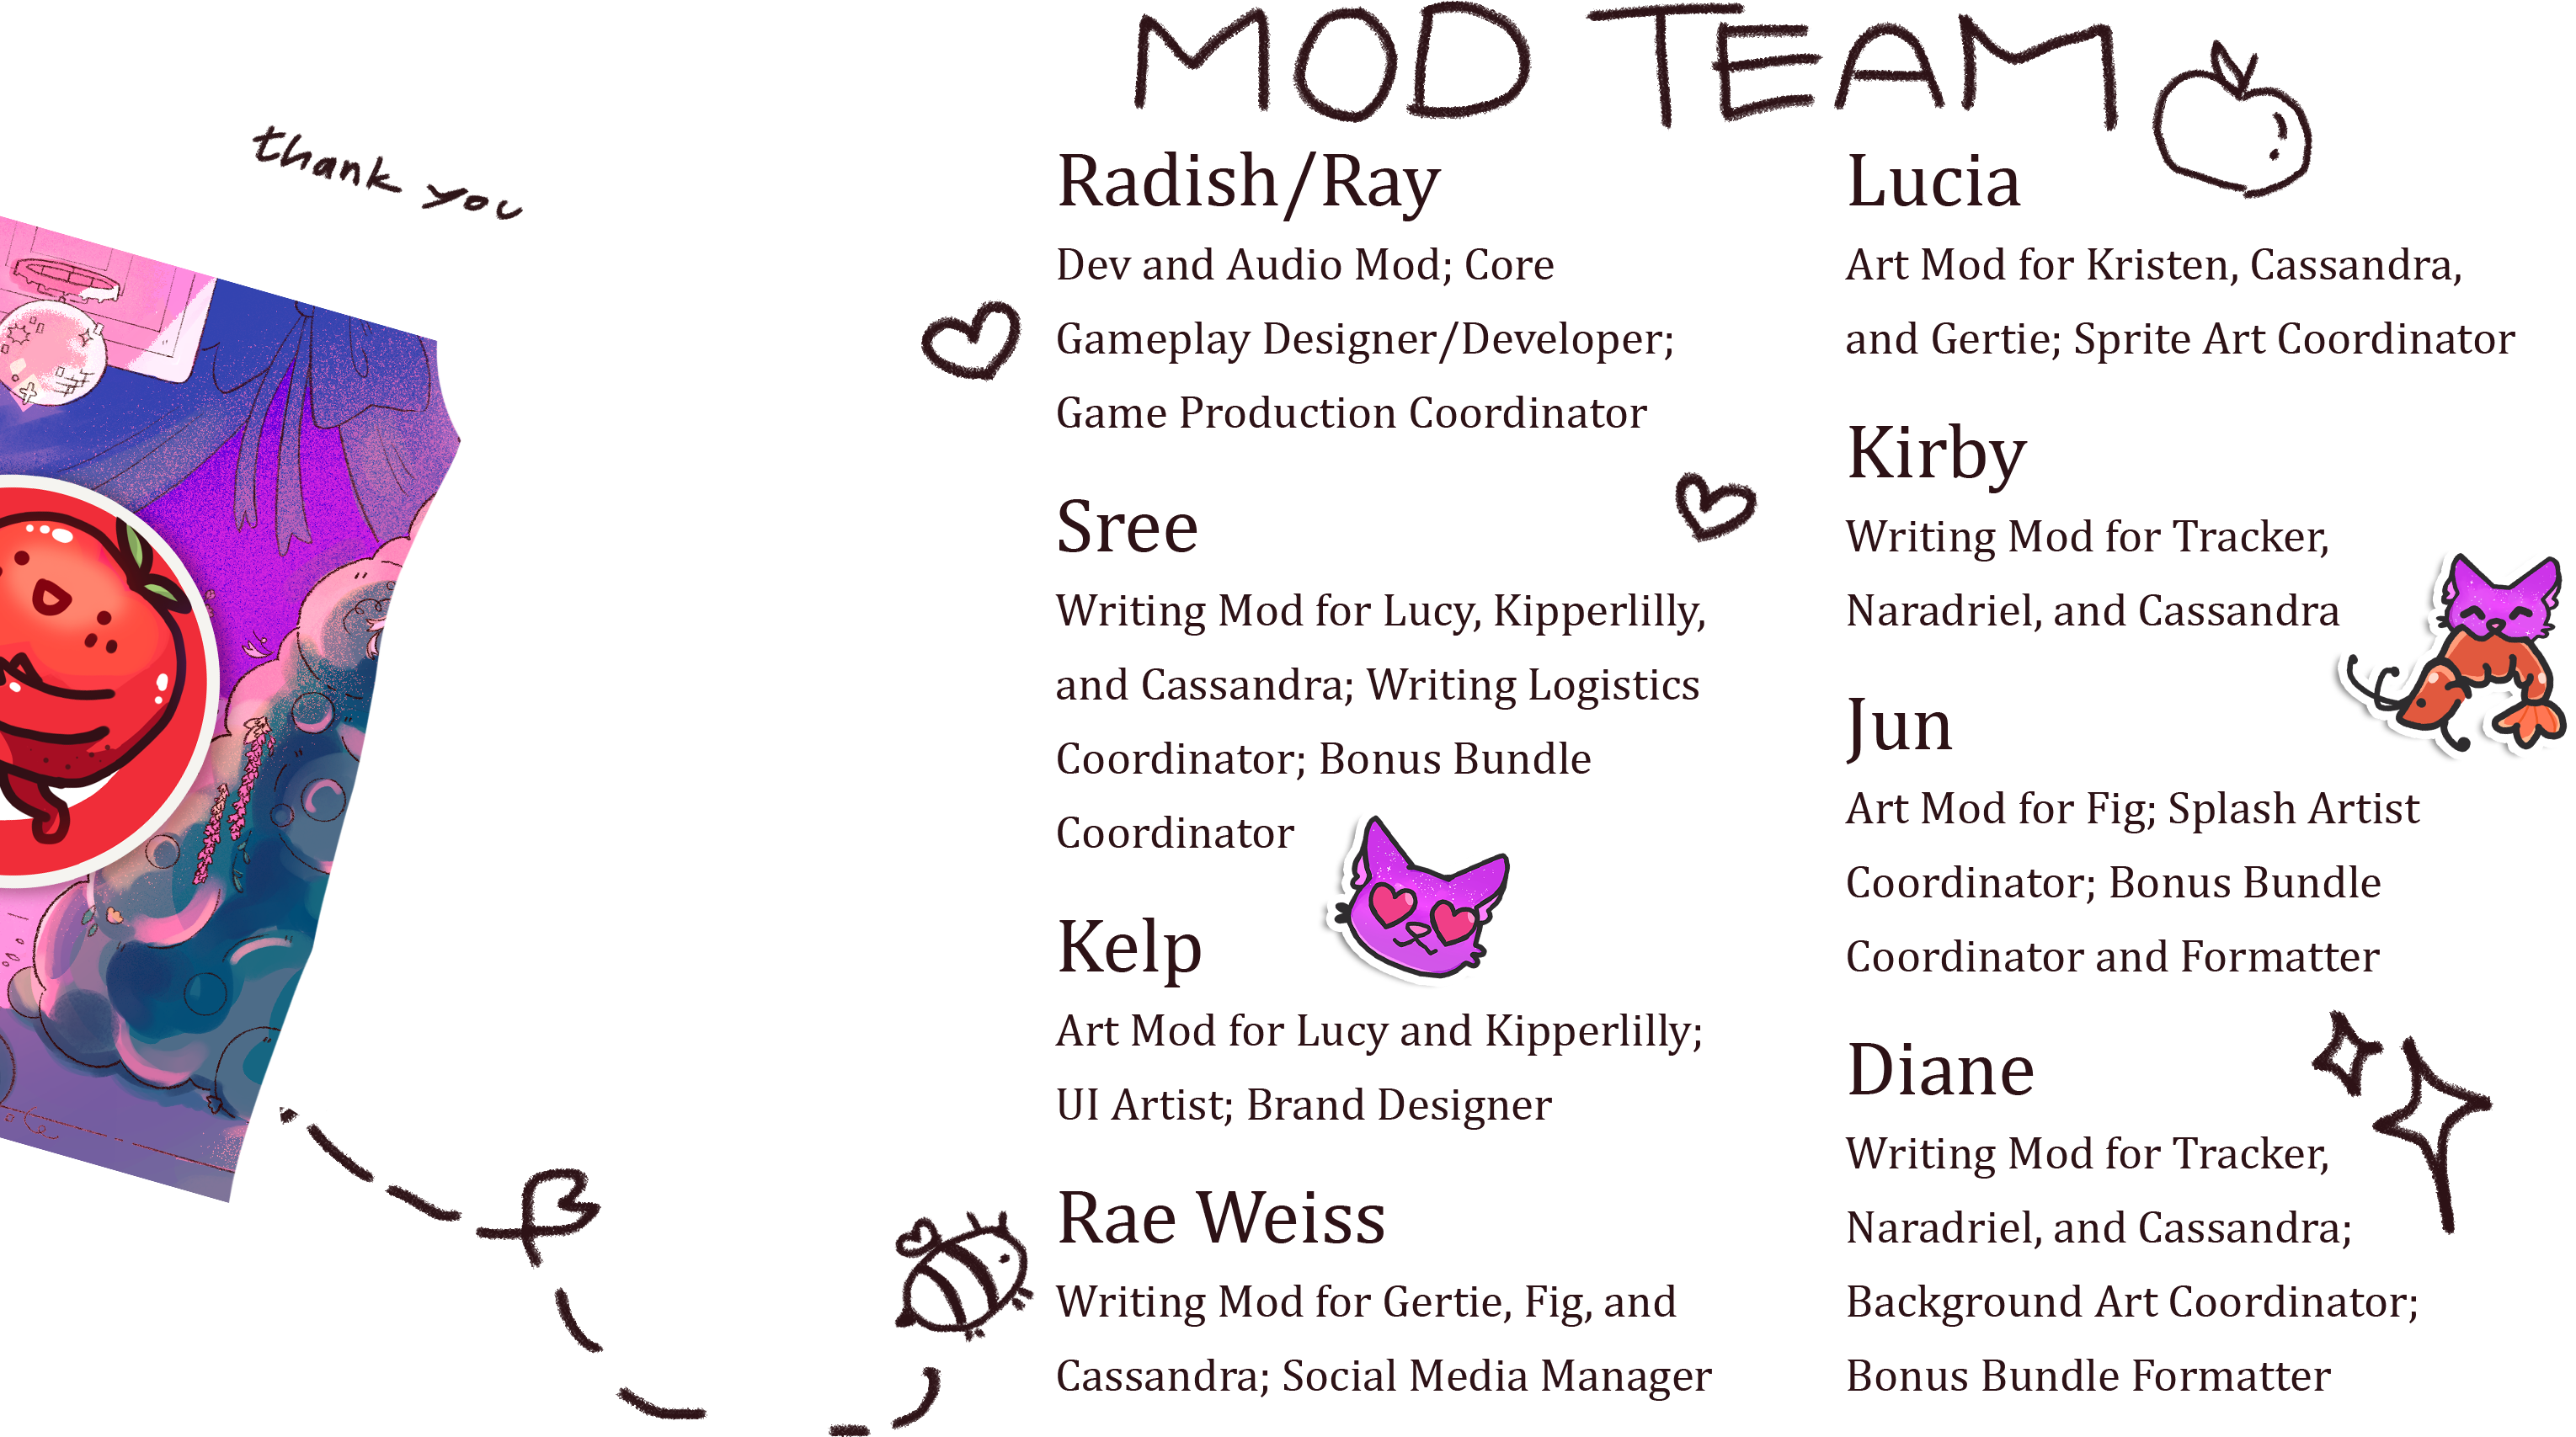 MOD TEAM
thank you
Radish/Ray
Dev and Audio Mod; Core
Gameplay Designer/Developer;
Game Production Coordinator
Sree
Writing Mod for Lucy, Kipperlilly,
and Cassandra; Writing Logistics
Coordinator; Bonus Bundle
Coordinator
Kelp
Art Mod for Lucy and Kipperlilly;
UI Artist; Brand Designer
Rae Weiss
Writing Mod for Gertie, Fig, and
Cassandra; Social Media Manager
Lucia
Art Mod for Kristen, Cassandra,
and Gertie; Sprite Art Coordinator
Kirby
Writing Mod for Tracker,
Naradriel, and Cassandra
Jun
Art Mod for Fig; Splash Artist
Coordinator; Bonus Bundle
Coordinator and Formatter
Diane
Writing Mod for Tracker,
Naradriel, and Cassandra;
Background Art Coordinator;
Bonus Bundle Formatter